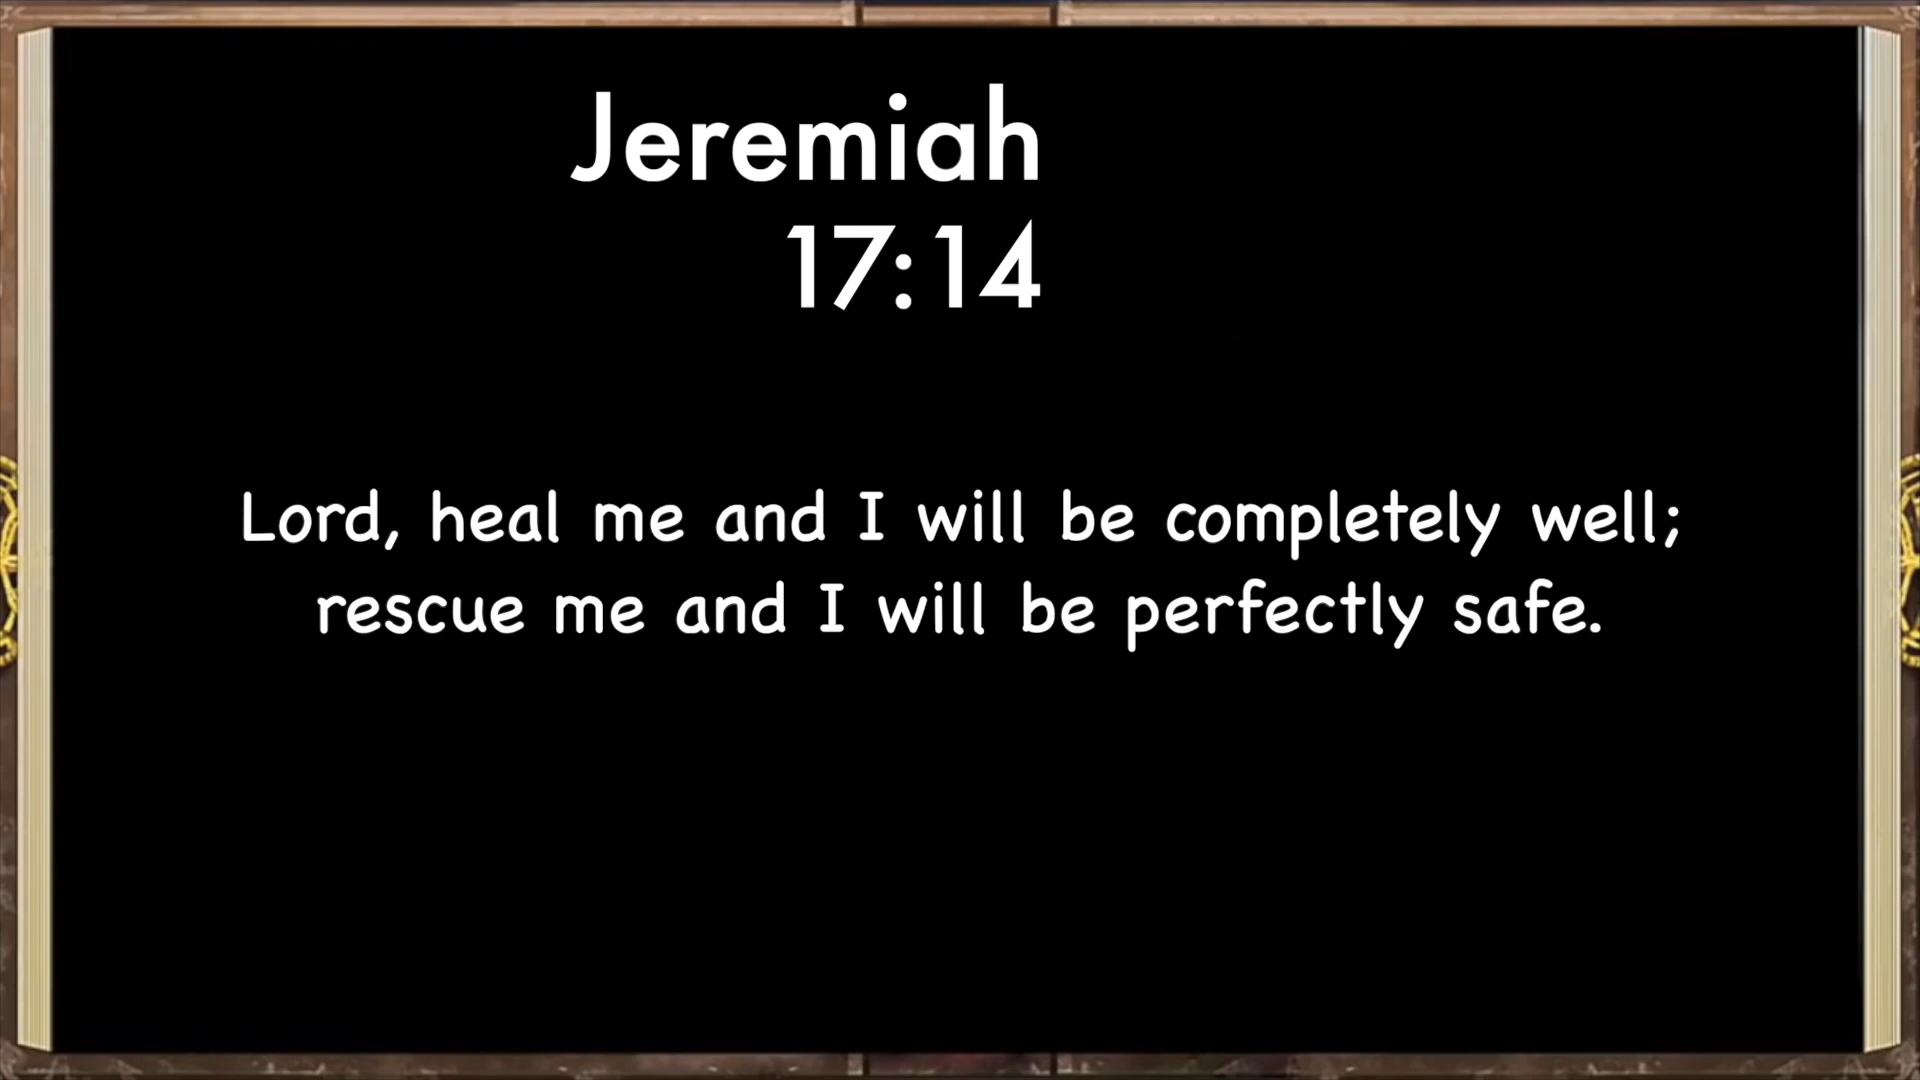 Jeremiah
17:14
Lord, heal me and I will be completely well;
rescue me and I will be perfectly safe.